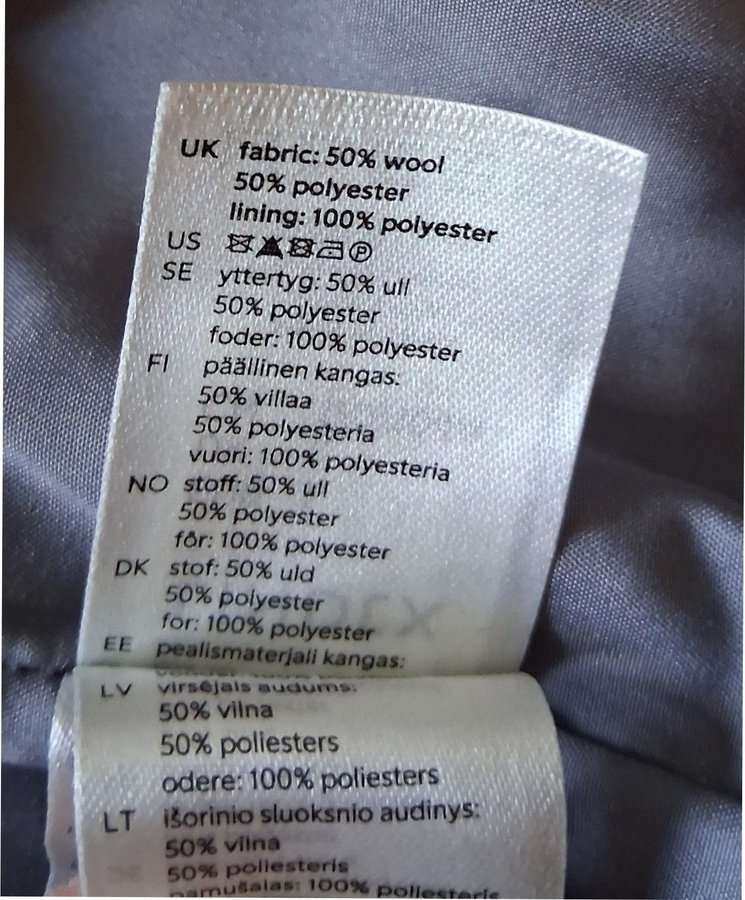 UK fabric: 50% wool
50% polyester
lining: 100% polyester
US
SE yttertyg: 50% ull
50% polyester
foder: 100% polyester
FI päällinen kangas:
50% villaa
50% polyesteria
vuori: 100% polyesteria
NO stoff: 50% ull
50% polyester
fôr: 100% polyester
DK stof: 50% uld
50% polyester
for: 100% polyester
EE pealismaterjali kangas:
LV virsējais audums:
50% vilna
50% poliesters
odere: 100% poliesters
LT išorinio sluoksnio audinys:
50% vilna
50% poliesteris
pamušalas: 100% poliesteris